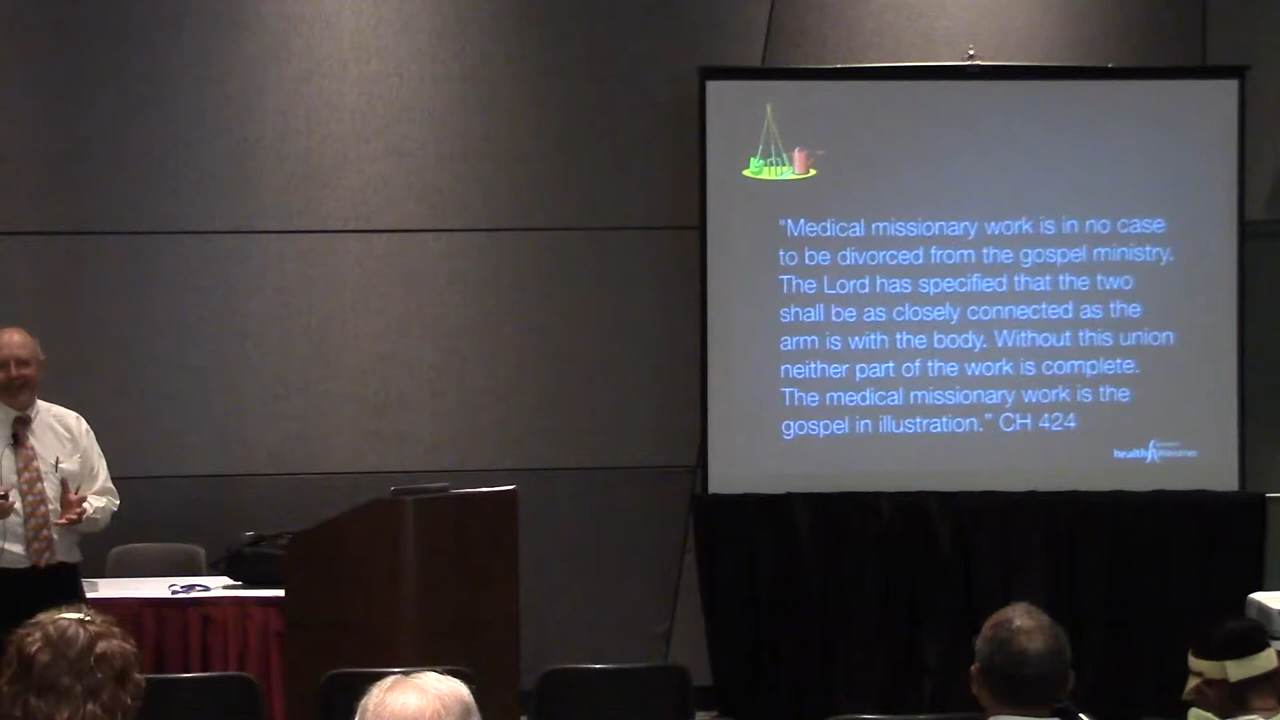 “Medical missionary work is in no case
to be divorced from the gospel ministry.
The Lord has specified that the two
shall be as closely connected as the
arm is with the body. Without this union
neither part of the work is complete.
The medical missionary work is the
gospel in illustration.” CH 424
health Ministries